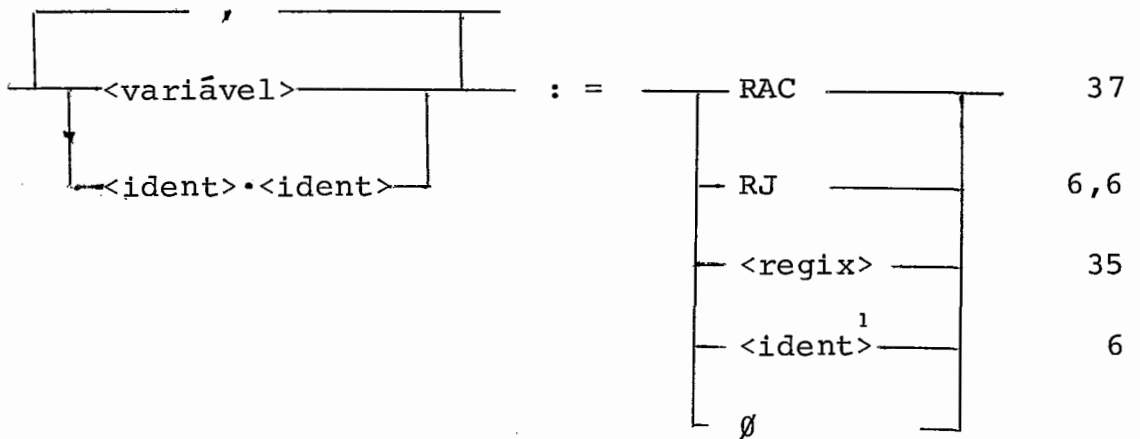 ,
<variável> := RAC 37
<ident>•<ident> RJ 6,6
<regix> 35
<ident>¹ 6
Ø